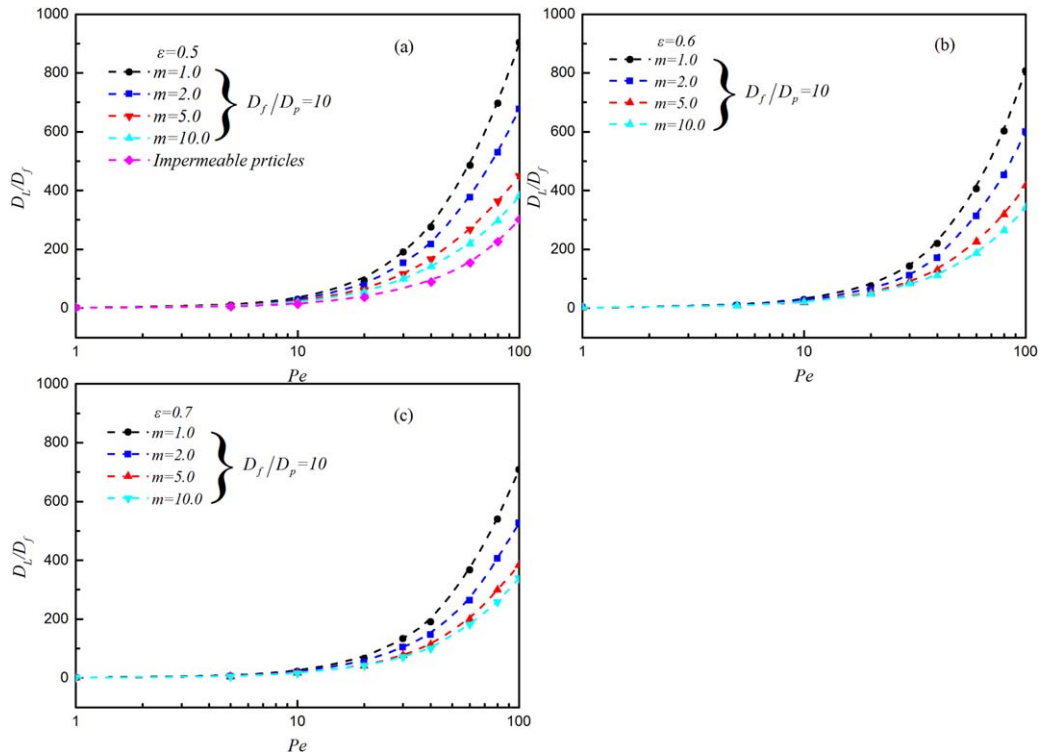 (a)
ε=0.5
m=1.0
m=2.0
m=5.0
m=10.0
Impermeable prticles
D_f/D_p=10
1000
800
600
400
200
0
D_L/D_f
1
10
100
Pe
(b)
ε=0.6
m=1.0
m=2.0
m=5.0
m=10.0
D_f/D_p=10
1000
800
600
400
200
0
D_L/D_f
1
10
100
Pe
(c)
ε=0.7
m=1.0
m=2.0
m=5.0
m=10.0
D_f/D_p=10
1000
800
600
400
200
0
D_L/D_f
1
10
100
Pe